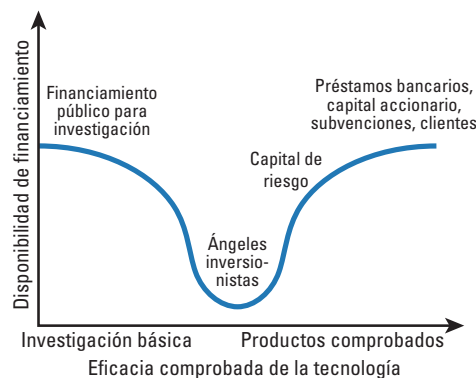 Disponibilidad de financiamiento
Financiamiento
público para
investigación
Préstamos bancarios,
capital accionario,
subvenciones, clientes
Capital de
riesgo
Ángeles
inversio-
nistas
Investigación básica
Productos comprobados
Eficacia comprobada de la tecnología